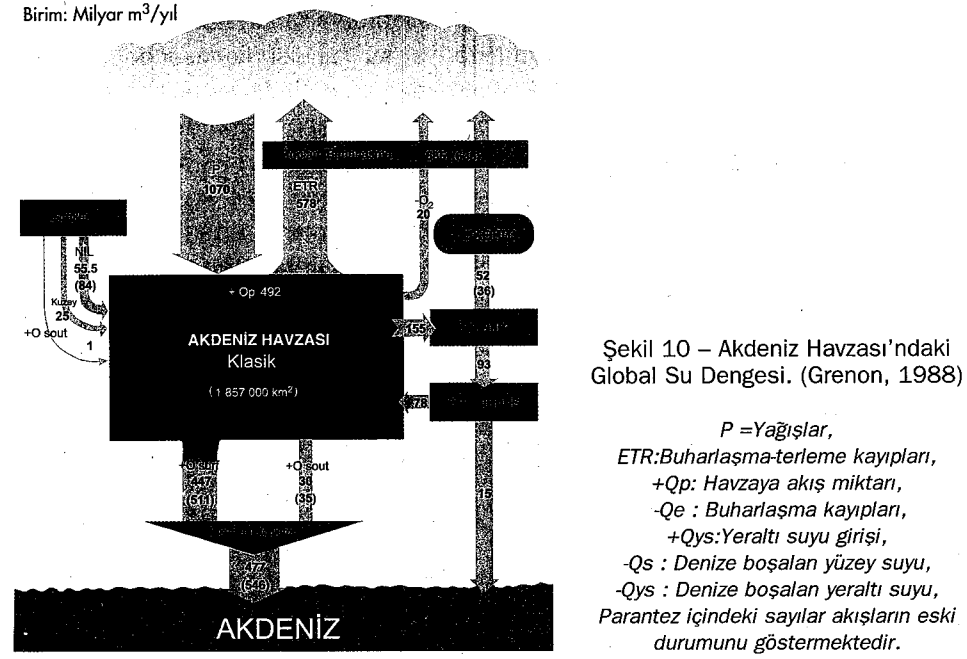 Birim: Milyar m³/yıl
P
1070
ETR
578
20
NIL
55.5
(84)
Kuzey
25
+O sout
1
+ Op 492
AKDENİZ HAVZASI
Klasik
(1 857 000 km²)
52
(36)
155
93
78
15
+O surf
447
(511)
+O sout
30
(35)
477
(546)
AKDENİZ
Şekil 10 – Akdeniz Havzası'ndaki
Global Su Dengesi. (Grenon, 1988)
P =Yağışlar,
ETR:Buharlaşma-terleme kayıpları,
+Qp: Havzaya akış miktarı,
-Qe : Buharlaşma kayıpları,
+Qys:Yeraltı suyu girişi,
-Qs : Denize boşalan yüzey suyu,
-Qys : Denize boşalan yeraltı suyu,
Parantez içindeki sayılar akışların eski
durumunu göstermektedir.